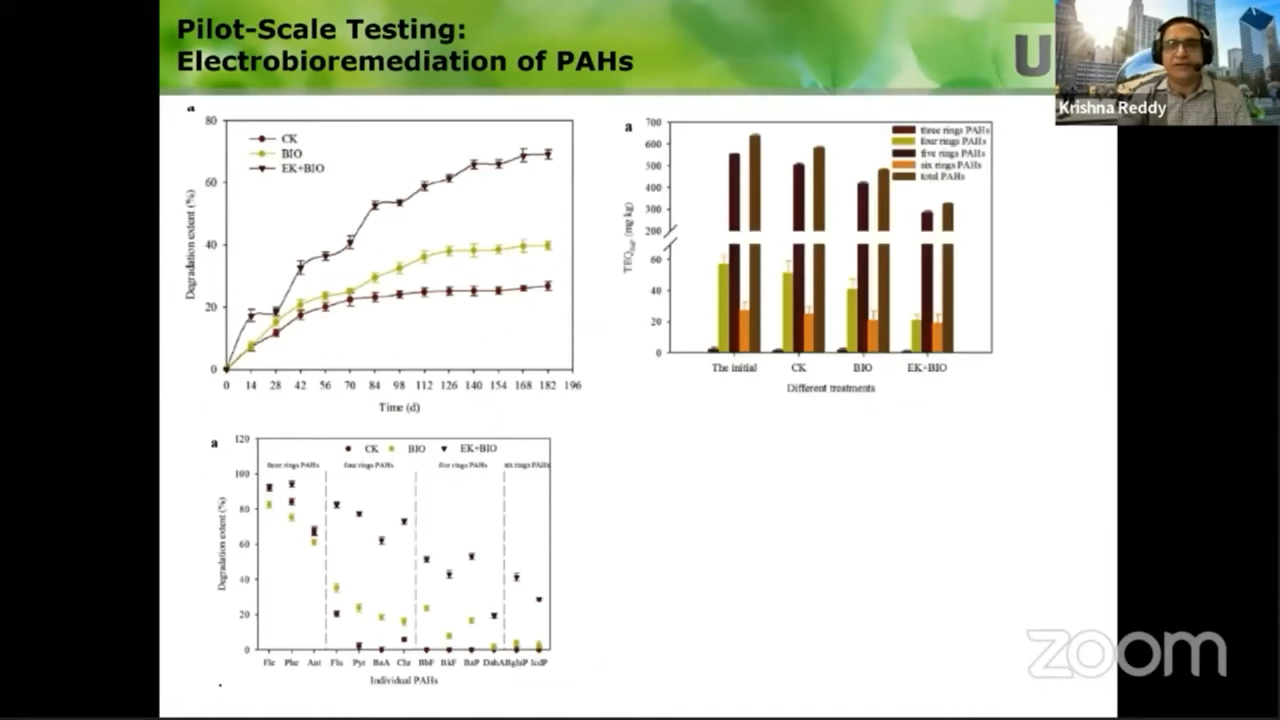 Pilot-Scale Testing:
Electrobioremediation of PAHs
U
Krishna Reddy
a
80
60
40
20
0
CK
BIO
EK+BIO
Degradation extent (%)
0 14 28 42 56 70 84 98 112 126 140 154 168 182 196
Time (d)
a
700
600
500
400
300
200
60
40
20
0
three rings PAHs
four rings PAHs
five rings PAHs
six rings PAHs
total PAHs
(mg kg)
The initial CK BIO EK+BIO
Different treatments
a
120
100
80
60
40
20
0
CK BIO EK+BIO
three rings PAHs four rings PAHs five rings PAHs six rings PAHs
Degradation extent (%)
Fle Phe Ant Flu Pyr BaA Chr BbF BkF BaP DahA BghiP IcdP
Individual PAHs
zoom